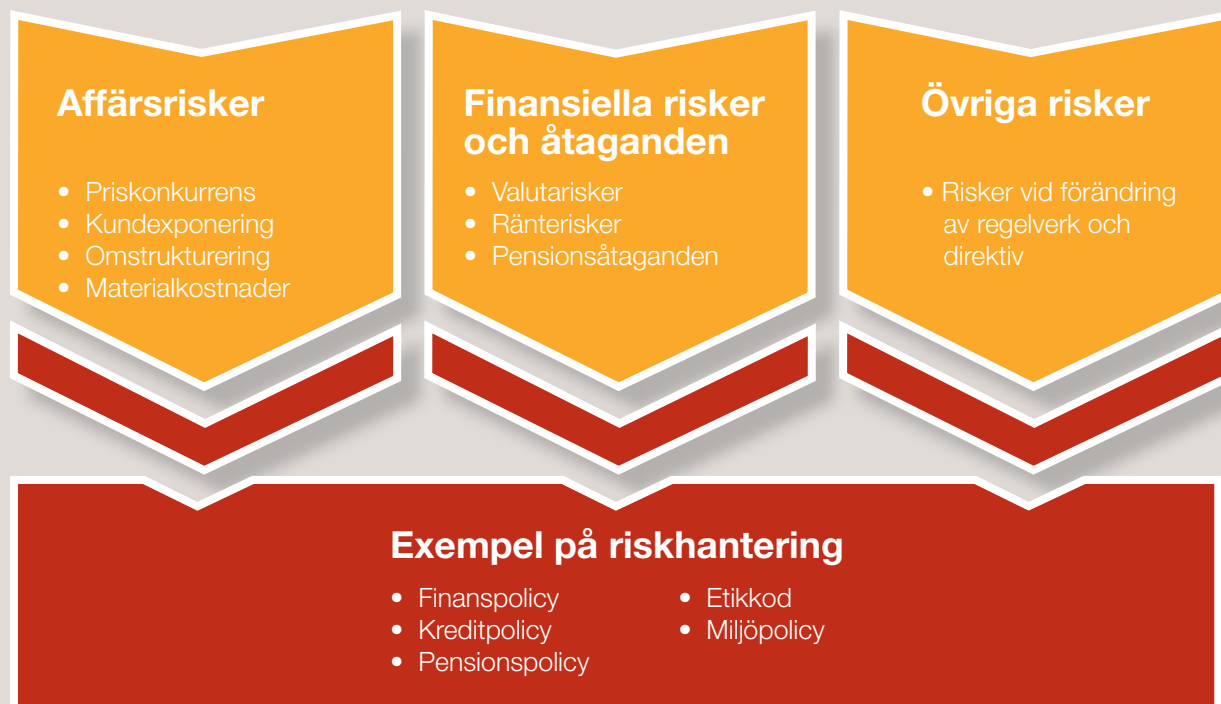 Affärsrisker
• Priskonkurrens
• Kundexponering
• Omstrukturering
• Materialkostnader
Finansiella risker
och åtaganden
• Valutarisker
• Ränterisker
• Pensionsåtaganden
Övriga risker
• Risker vid förändring
av regelverk och
direktiv
Exempel på riskhantering
• Finanspolicy
• Kreditpolicy
• Pensionspolicy
• Etikkod
• Miljöpolicy